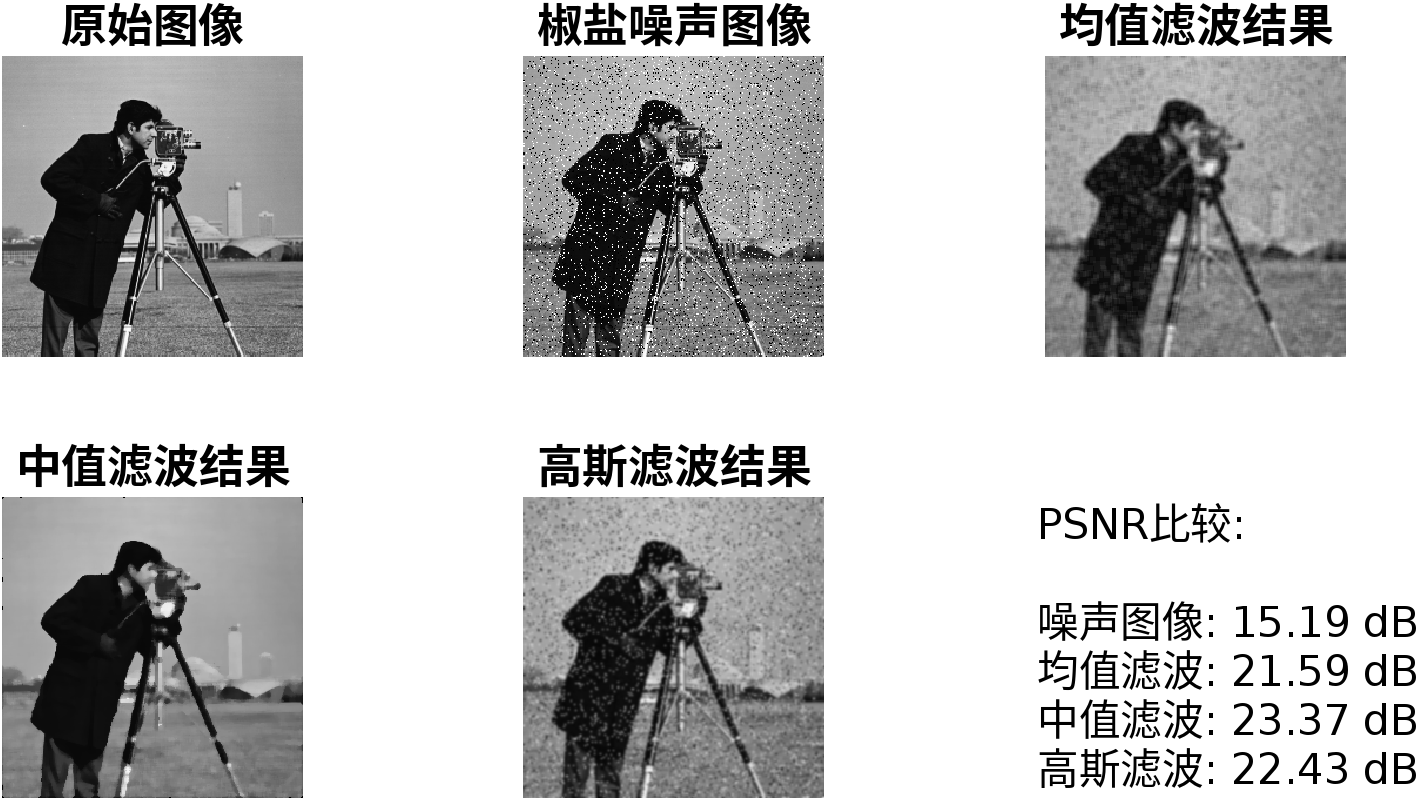 原始图像
椒盐噪声图像
均值滤波结果
中值滤波结果
高斯滤波结果
PSNR比较:
噪声图像: 15.19 dB
均值滤波: 21.59 dB
中值滤波: 23.37 dB
高斯滤波: 22.43 dB